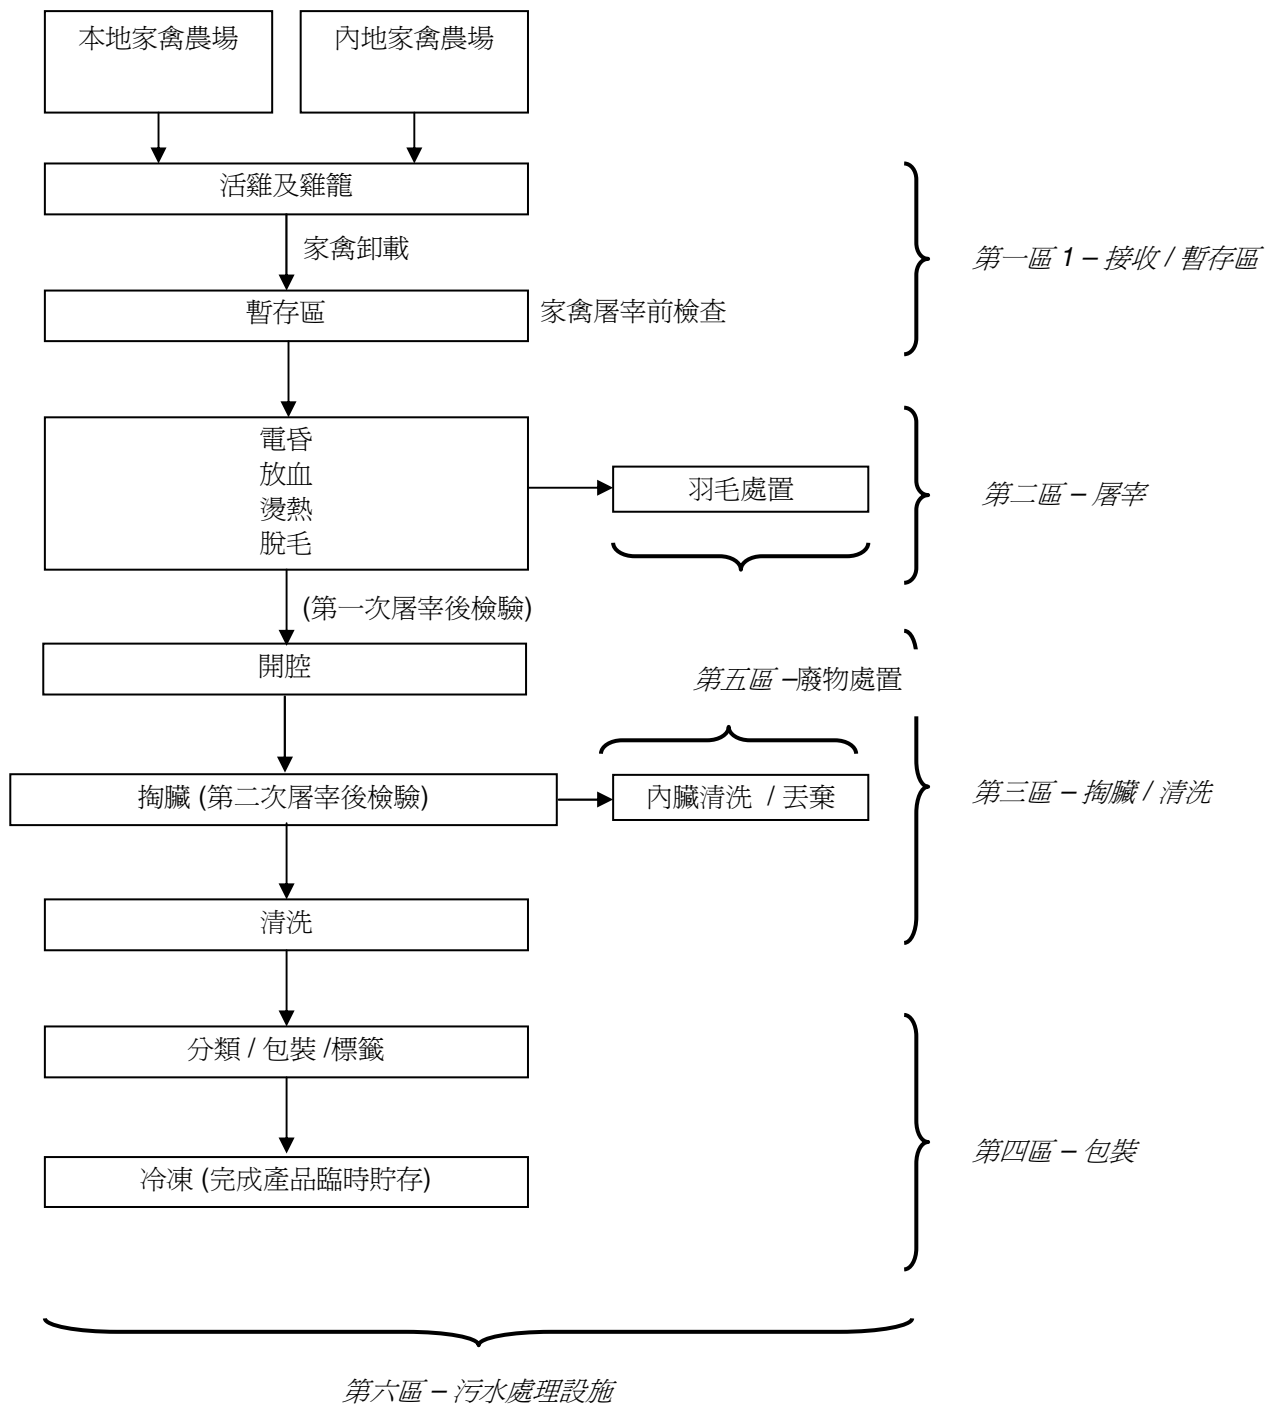 本地家禽農場
內地家禽農場
活雞及雞籠
家禽卸載
第一區 1 – 接收 / 暫存區
暫存區
家禽屠宰前檢查
電昏
放血
燙熱
脫毛
羽毛處置
第二區 – 屠宰
(第一次屠宰後檢驗)
開腔
第五區 –廢物處置
掏臟 (第二次屠宰後檢驗)
內臟清洗 / 丟棄
第三區 – 掏臟 / 清洗
清洗
分類 / 包裝 /標籤
第四區 – 包裝
冷凍 (完成產品臨時貯存)
第六區 – 污水處理設施